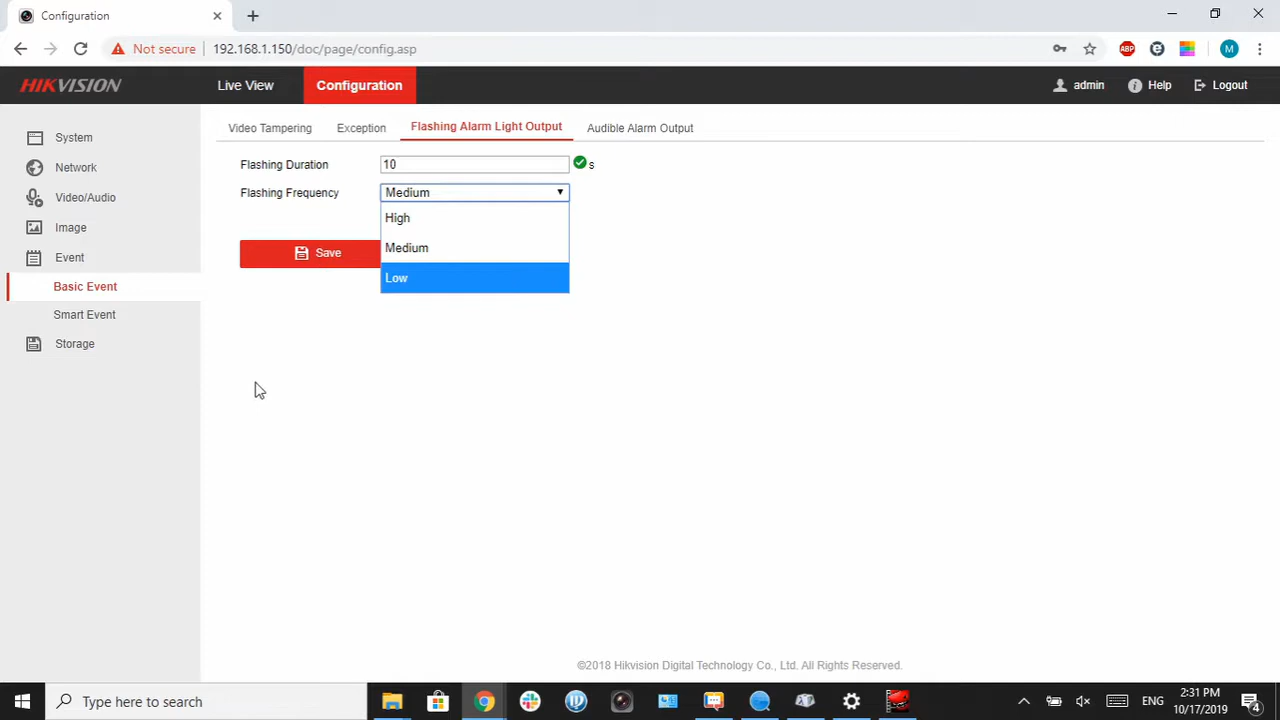 Configuration
Not secure 192.168.1.150/doc/page/config.asp
ABP
M
HIKVISION Live View Configuration admin Help Logout
Video Tampering Exception Flashing Alarm Light Output Audible Alarm Output
System
Network
Video/Audio
Image
Event
Basic Event
Smart Event
Storage
Flashing Duration 10 s
Flashing Frequency Medium
High
Medium
Low
Save
©2018 Hikvision Digital Technology Co., Ltd. All Rights Reserved.
Type here to search
ENG
2:31 PM
10/17/2019
4